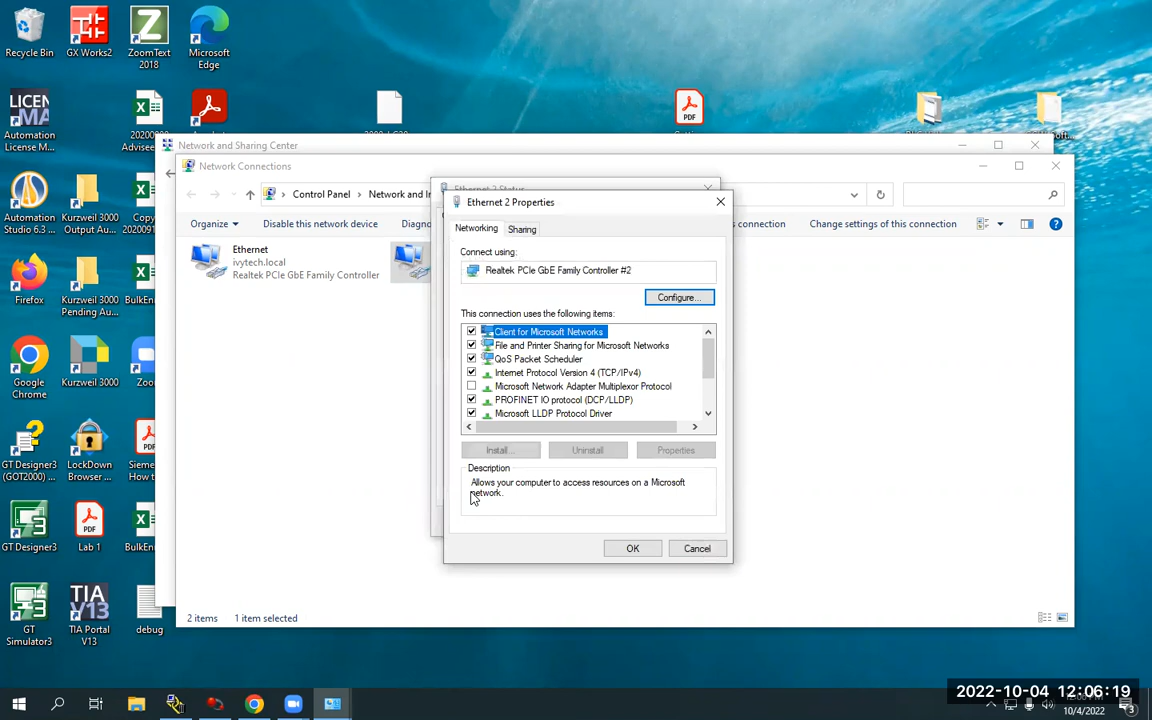 Recycle Bin
GX Works2
ZoomText
2018
Microsoft
Edge
LICEN
MA
Automation
License M...
Advisee
PDF
Network and Sharing Center
Network Connections
Control Panel
Network and In
Organize
Disable this network device
Diagno
connection
Change settings of this connection
Ethernet
ivytech.local
Realtek PCIe GbE Family Controller
Ethernet 2 Status
Ethernet 2 Properties
Networking
Sharing
Connect using:
Realtek PCIe GbE Family Controller #2
Configure...
This connection uses the following items:
Client for Microsoft Networks
File and Printer Sharing for Microsoft Networks
QoS Packet Scheduler
Internet Protocol Version 4 (TCP/IPv4)
Microsoft Network Adapter Multiplexor Protocol
PROFINET IO protocol (DCP/LLDP)
Microsoft LLDP Protocol Driver
Install...
Uninstall
Properties
Description
Allows your computer to access resources on a Microsoft
network.
OK
Cancel
2 items
1 item selected
Automation
Studio 6.3 ...
Kurzweil 3000
Output Au...
Copy
Firefox
Kurzweil 3000
Pending Au...
BulkEn
Google
Chrome
Kurzweil 3000
Zoo
GT Designer3
(GOT2000)
LockDown
Browser ...
Sieme
How t
GT Designer3
PDF
Lab 1
BulkEn
GT
Simulator3
TIA
V13
TIA Portal
V13
debug
2022-10-04 12:06:19
10/4/2022
3